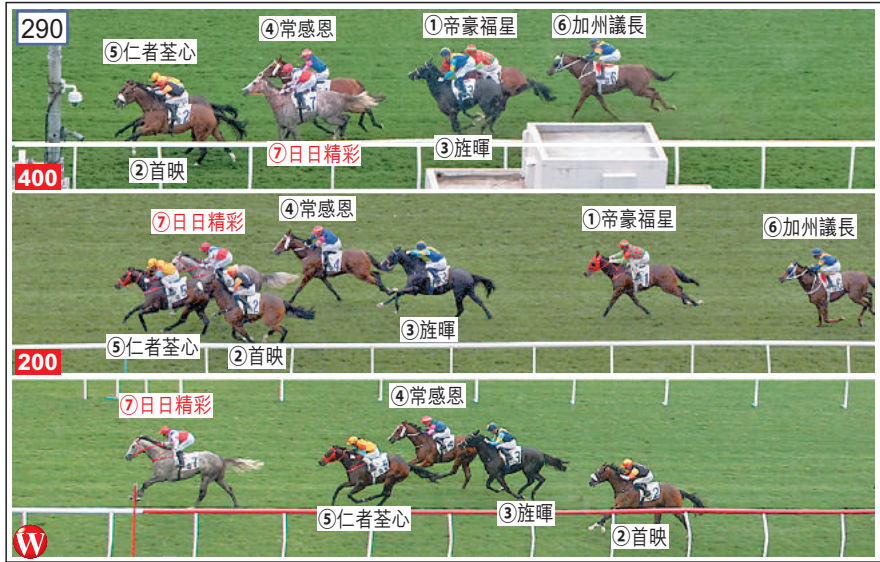 290
④常感恩
①帝豪福星
⑥加州議長
⑤仁者荃心
②首映
⑦日日精彩
③旌暉
400
⑦日日精彩
④常感恩
①帝豪福星
⑥加州議長
⑤仁者荃心
②首映
③旌暉
200
⑦日日精彩
④常感恩
⑤仁者荃心
③旌暉
②首映
W